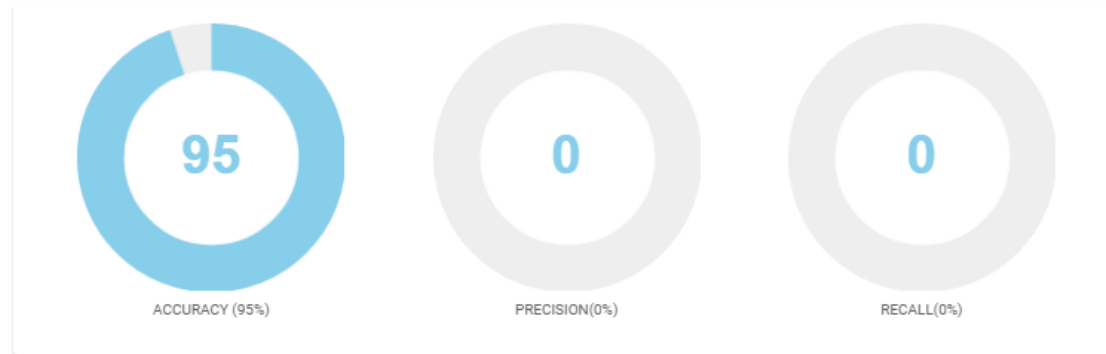 95
0
0
ACCURACY (95%)
PRECISION(0%)
RECALL(0%)